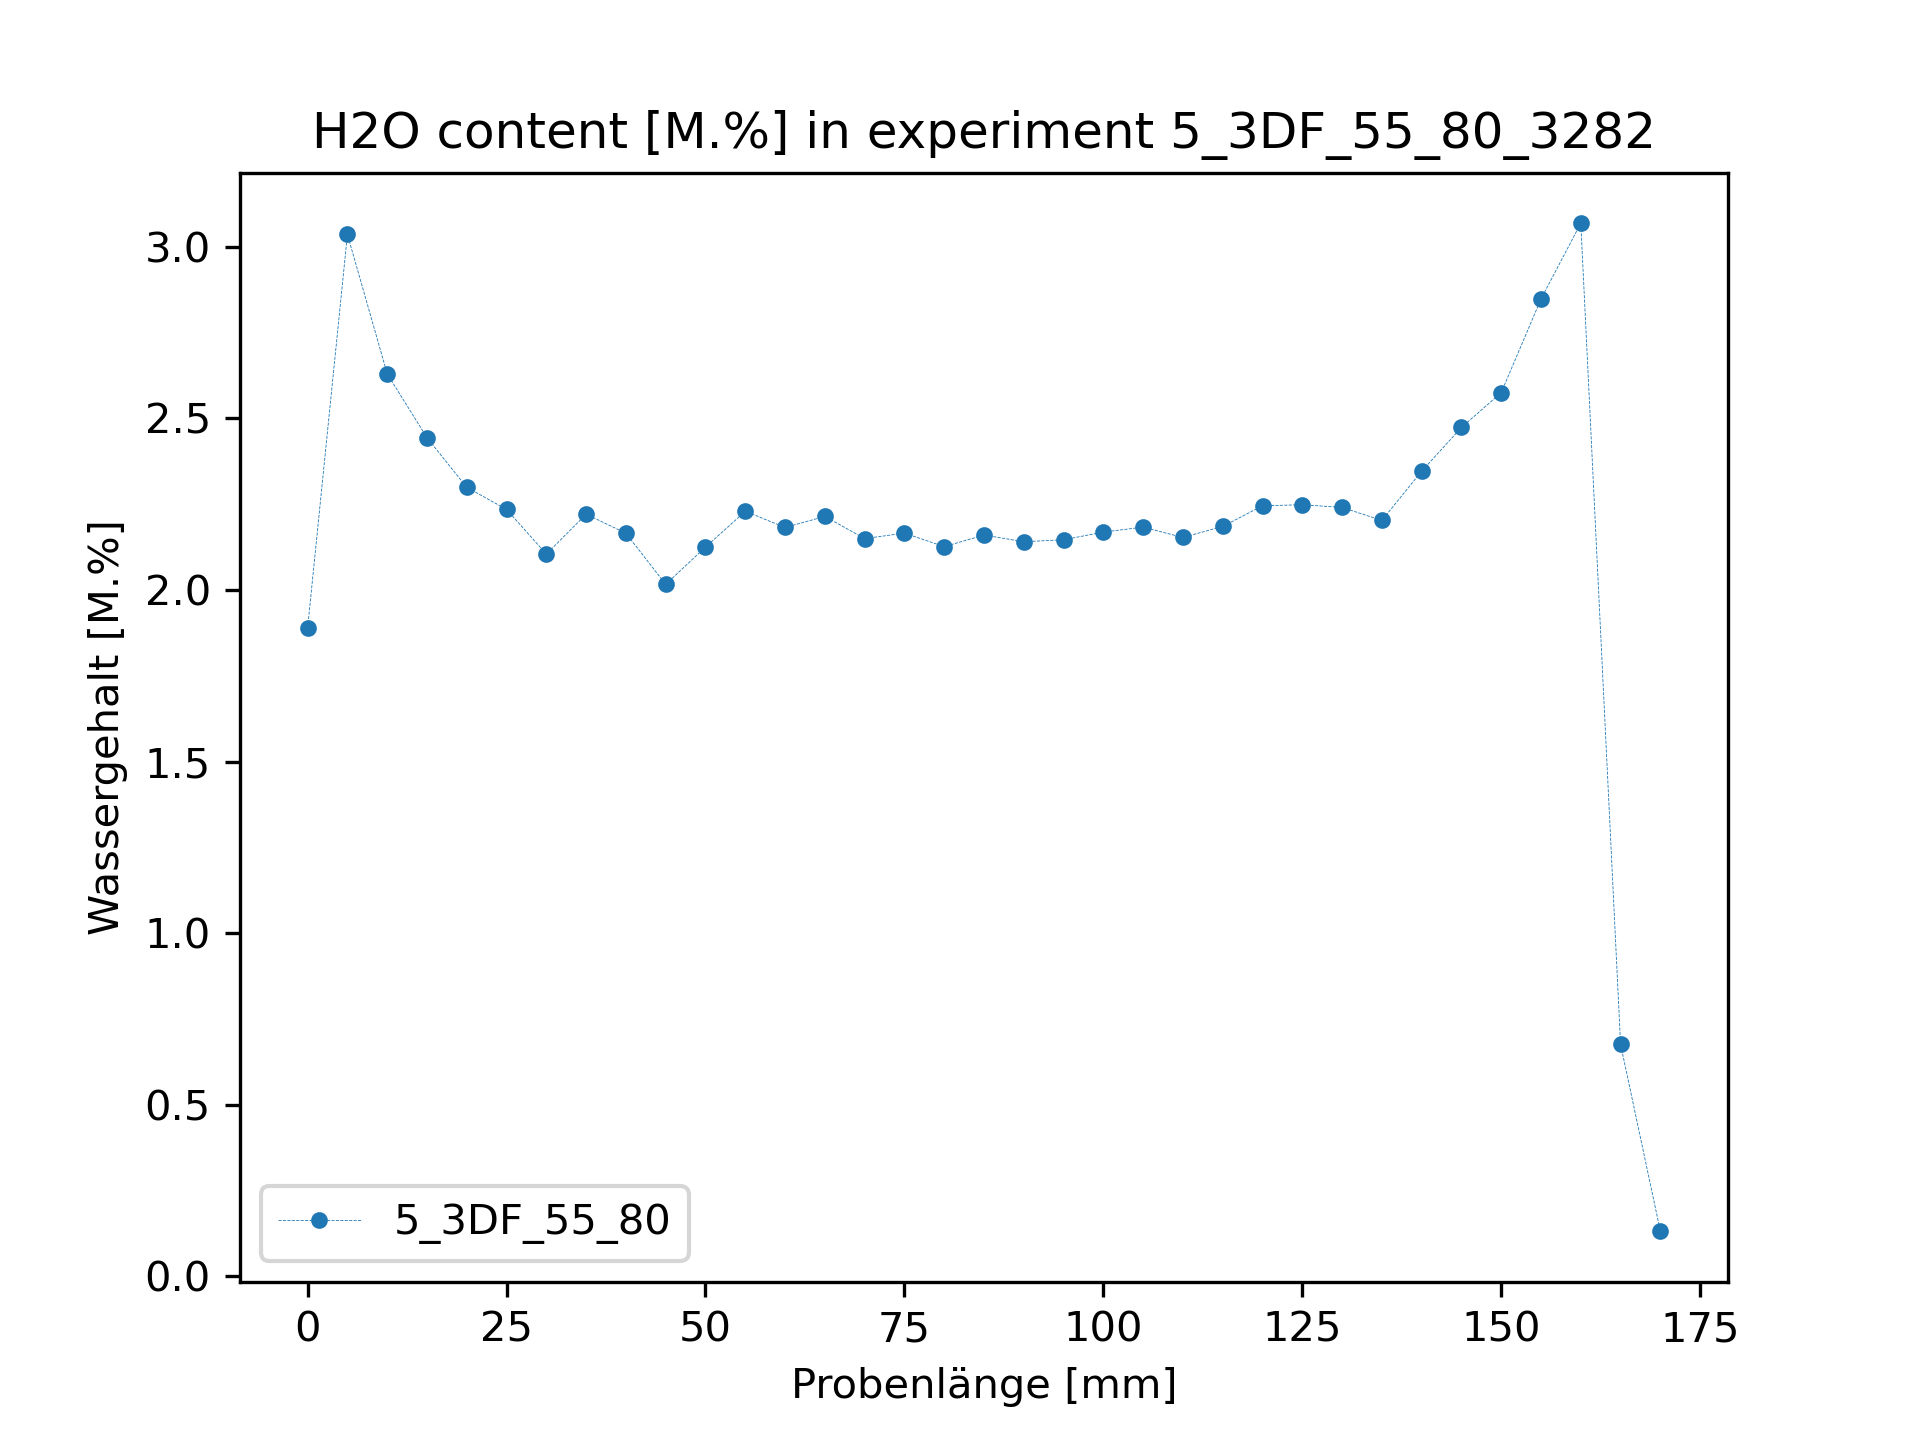 H2O content [M.%] in experiment 5_3DF_55_80_3282
3.0
2.5
2.0
1.5
1.0
0.5
0.0
Wassergehalt [M.%]
5_3DF_55_80
0 25 50 75 100 125 150 175
Probenlänge [mm]